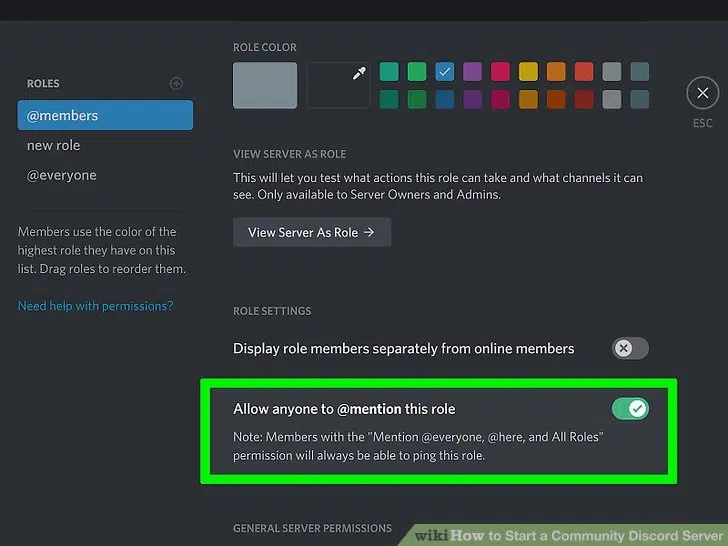 ROLES
@members
new role
@everyone
Members use the color of the
highest role they have on this
list. Drag roles to reorder them.
Need help with permissions?
ROLE COLOR
VIEW SERVER AS ROLE
This will let you test what actions this role can take and what channels it can
see. Only available to Server Owners and Admins.
View Server As Role →
ROLE SETTINGS
Display role members separately from online members
Allow anyone to @mention this role
Note: Members with the "Mention @everyone, @here, and All Roles"
permission will always be able to ping this role.
GENERAL SERVER PERMISSIONS
ESC
wikiHow to Start a Community Discord Server